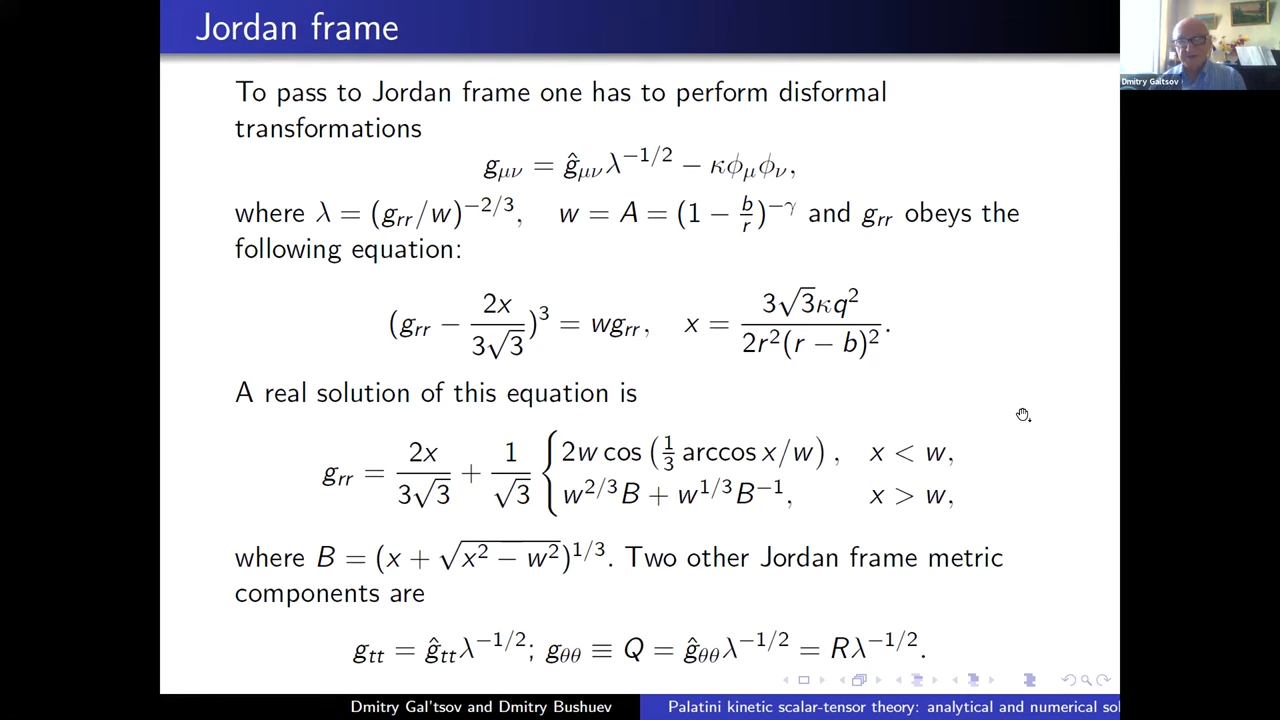 Jordan frame
Dmitry Galtsov
To pass to Jordan frame one has to perform disformal
transformations
g_{μν} = ĝ_{μν}λ^{−1/2} − κϕ_μϕ_ν,
where λ = (g_{rr}/w)^{−2/3}, w = A = (1 − b/r)^{−γ} and g_{rr} obeys the
following equation:
(g_{rr} − 2x/(3√3))^3 = wg_{rr}, x = 3√3κq^2/(2r^2(r − b)^2).
A real solution of this equation is
g_{rr} = 2x/(3√3) + 1/√3 { 2w cos (1/3 arccos x/w), x < w,
w^{2/3}B + w^{1/3}B^{−1}, x > w,
where B = (x + √(x^2 − w^2))^{1/3}. Two other Jordan frame metric
components are
g_{tt} = ĝ_{tt}λ^{−1/2}; g_{θθ} ≡ Q = ĝ_{θθ}λ^{−1/2} = Rλ^{−1/2}.
Dmitry Gal'tsov and Dmitry Bushuev
Palatini kinetic scalar-tensor theory: analytical and numerical sol